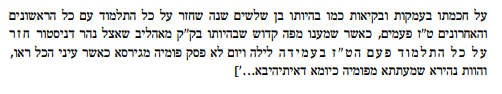 על חכמתו בעמקות ובקיאות כמו בהיותו בן שלשים שנה שחזר על כל התלמוד עם כל הראשונים
והאחרונים ט"ז פעמים, כאשר שמענו מפה קדוש שבהיותו בק"ק מאהליב שאצל נהר דניסטור חזר
על כל התלמוד פעם הט"ז בעמידה לילה ויום לא פסק פומיה מגירסא כאשר עיני הכל ראו,
והוות נהירא שמעתתא מפומיה כיומא דאיתיהיבא...']